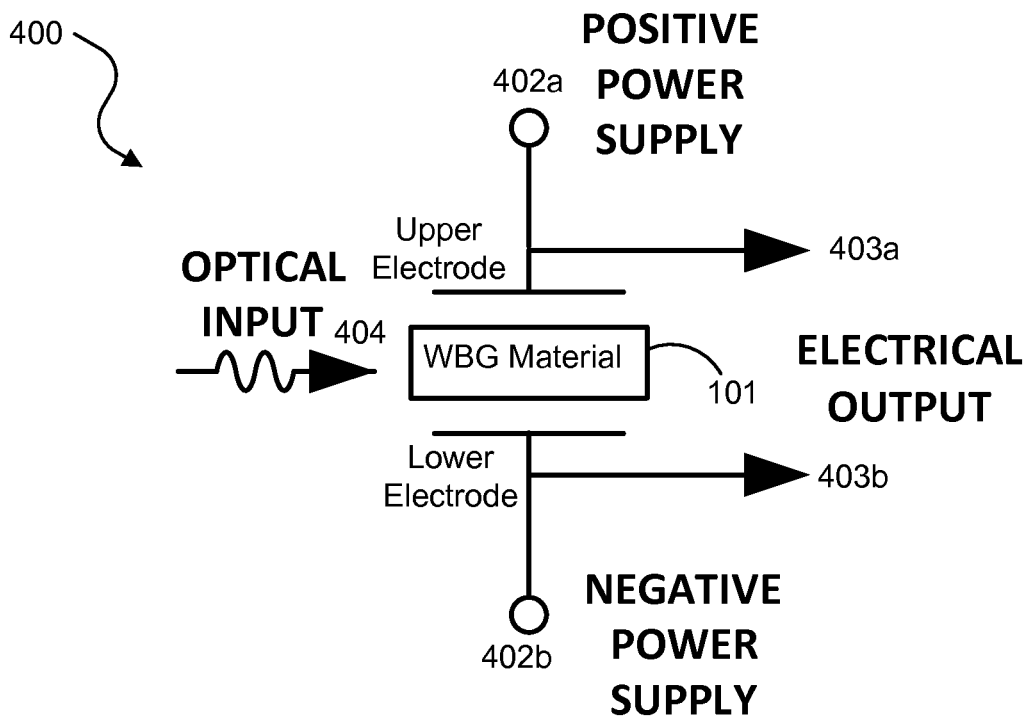 400
POSITIVE
POWER
SUPPLY
402a
Upper
Electrode
403a
OPTICAL
INPUT
404
WBG Material
101
ELECTRICAL
OUTPUT
Lower
Electrode
403b
NEGATIVE
POWER
SUPPLY
402b